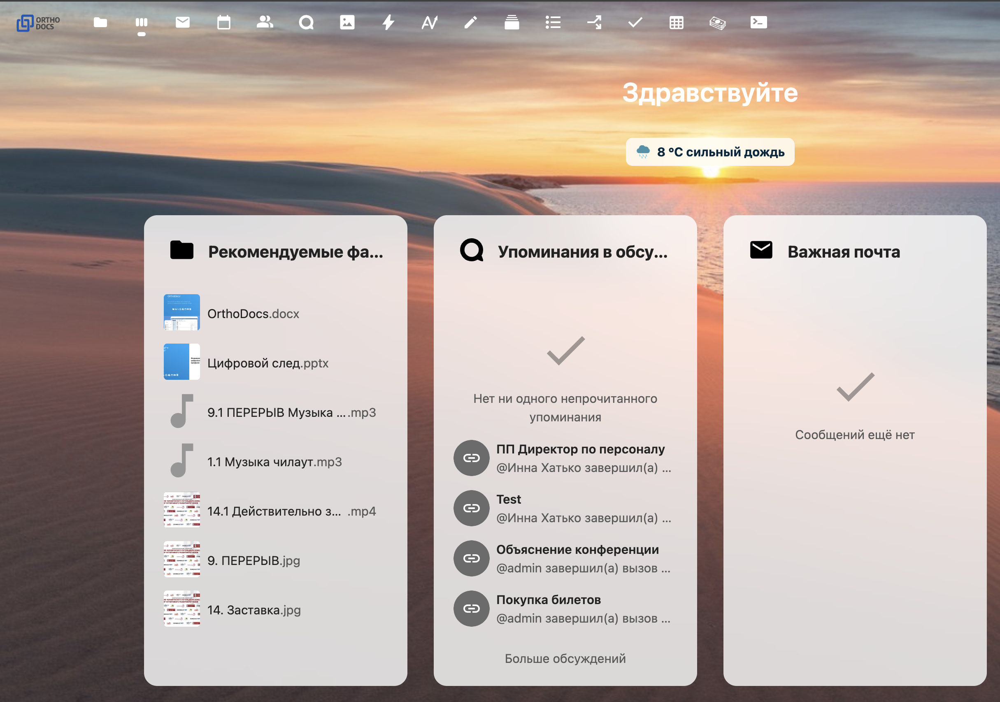 ORTHO
DOCS
Здравствуйте
8 °C сильный дождь
Рекомендуемые фа...
OrthoDocs.docx
Цифровой след.pptx
9.1 ПЕРЕРЫВ Музыка ....mp3
1.1 Музыка чилаут.mp3
14.1 Действительно з... .mp4
9. ПЕРЕРЫВ.jpg
14. Заставка.jpg
Упоминания в обсу...
Нет ни одного непрочитанного
упоминания
ПП Директор по персоналу
@Инна Хатько завершил(а) ...
Test
@Инна Хатько завершил(а) ...
Объяснение конференции
@admin завершил(а) вызов ...
Покупка билетов
@admin завершил(а) вызов ...
Больше обсуждений
Важная почта
Сообщений ещё нет